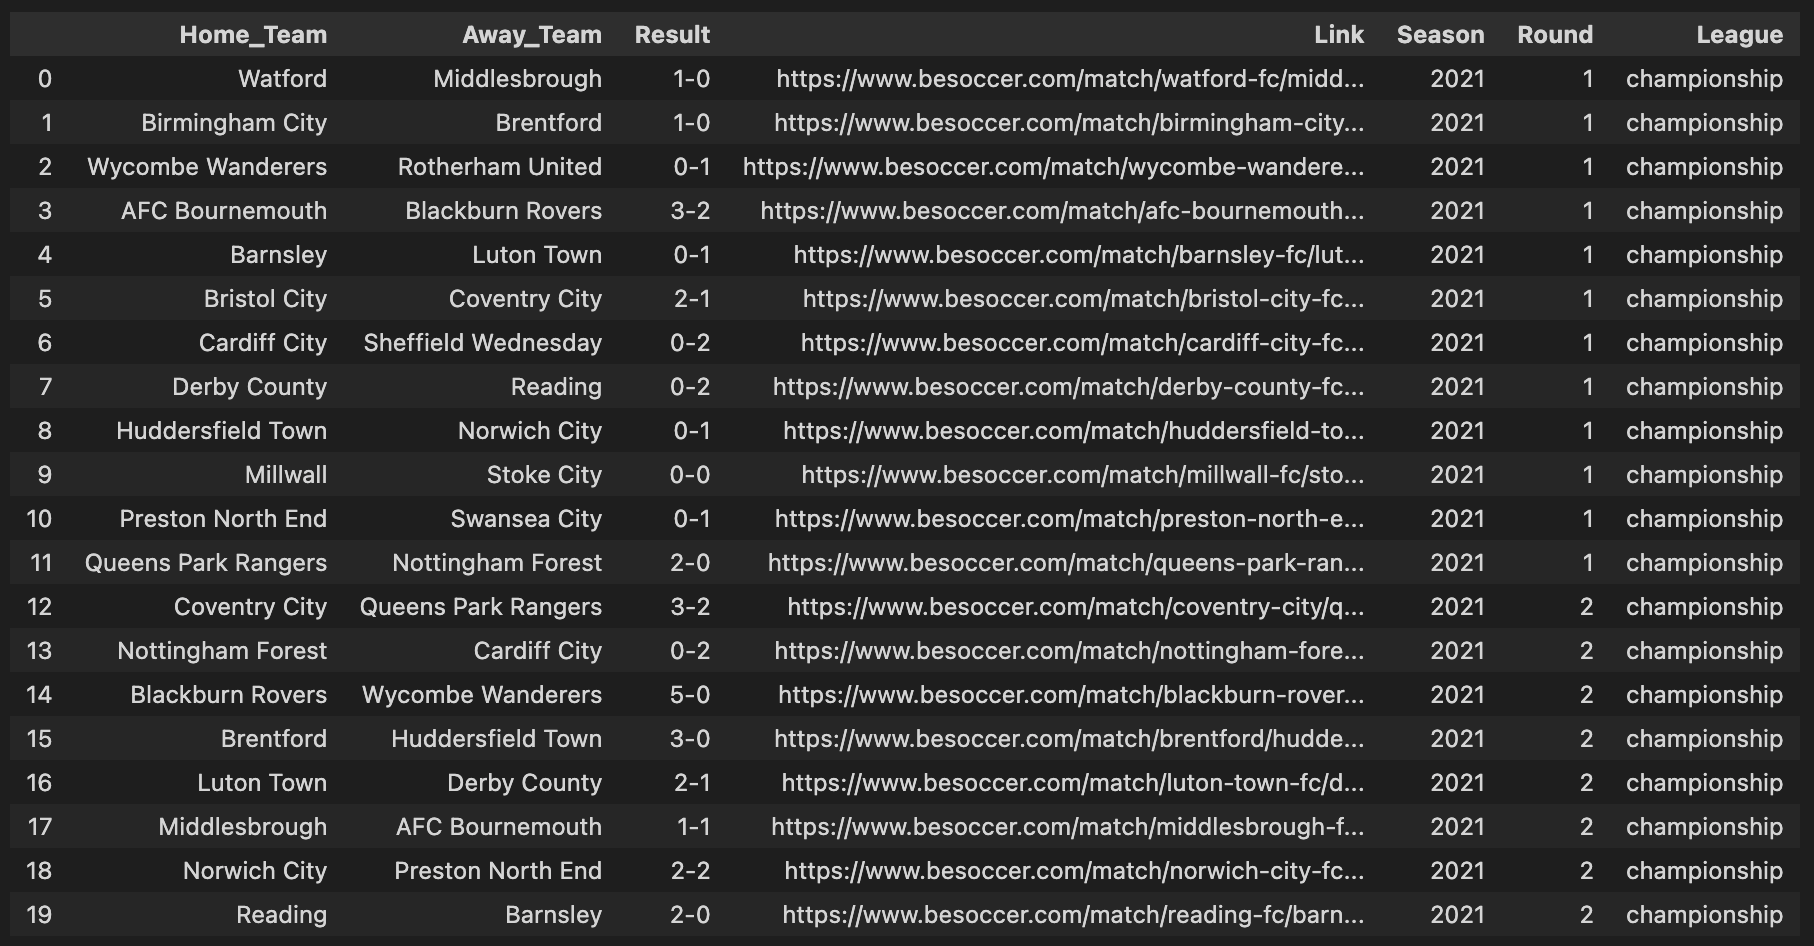 Home_Team Away_Team Result Link Season Round League
0 Watford Middlesbrough 1-0 https://www.besoccer.com/match/watford-fc/midd... 2021 1 championship
1 Birmingham City Brentford 1-0 https://www.besoccer.com/match/birmingham-city... 2021 1 championship
2 Wycombe Wanderers Rotherham United 0-1 https://www.besoccer.com/match/wycombe-wandere... 2021 1 championship
3 AFC Bournemouth Blackburn Rovers 3-2 https://www.besoccer.com/match/afc-bournemouth... 2021 1 championship
4 Barnsley Luton Town 0-1 https://www.besoccer.com/match/barnsley-fc/lut... 2021 1 championship
5 Bristol City Coventry City 2-1 https://www.besoccer.com/match/bristol-city-fc... 2021 1 championship
6 Cardiff City Sheffield Wednesday 0-2 https://www.besoccer.com/match/cardiff-city-fc... 2021 1 championship
7 Derby County Reading 0-2 https://www.besoccer.com/match/derby-county-fc... 2021 1 championship
8 Huddersfield Town Norwich City 0-1 https://www.besoccer.com/match/huddersfield-to... 2021 1 championship
9 Millwall Stoke City 0-0 https://www.besoccer.com/match/millwall-fc/sto... 2021 1 championship
10 Preston North End Swansea City 0-1 https://www.besoccer.com/match/preston-north-e... 2021 1 championship
11 Queens Park Rangers Nottingham Forest 2-0 https://www.besoccer.com/match/queens-park-ran... 2021 1 championship
12 Coventry City Queens Park Rangers 3-2 https://www.besoccer.com/match/coventry-city/q... 2021 2 championship
13 Nottingham Forest Cardiff City 0-2 https://www.besoccer.com/match/nottingham-fore... 2021 2 championship
14 Blackburn Rovers Wycombe Wanderers 5-0 https://www.besoccer.com/match/blackburn-rover... 2021 2 championship
15 Brentford Huddersfield Town 3-0 https://www.besoccer.com/match/brentford/hudde... 2021 2 championship
16 Luton Town Derby County 2-1 https://www.besoccer.com/match/luton-town-fc/d... 2021 2 championship
17 Middlesbrough AFC Bournemouth 1-1 https://www.besoccer.com/match/middlesbrough-f... 2021 2 championship
18 Norwich City Preston North End 2-2 https://www.besoccer.com/match/norwich-city-fc... 2021 2 championship
19 Reading Barnsley 2-0 https://www.besoccer.com/match/reading-fc/barn... 2021 2 championship